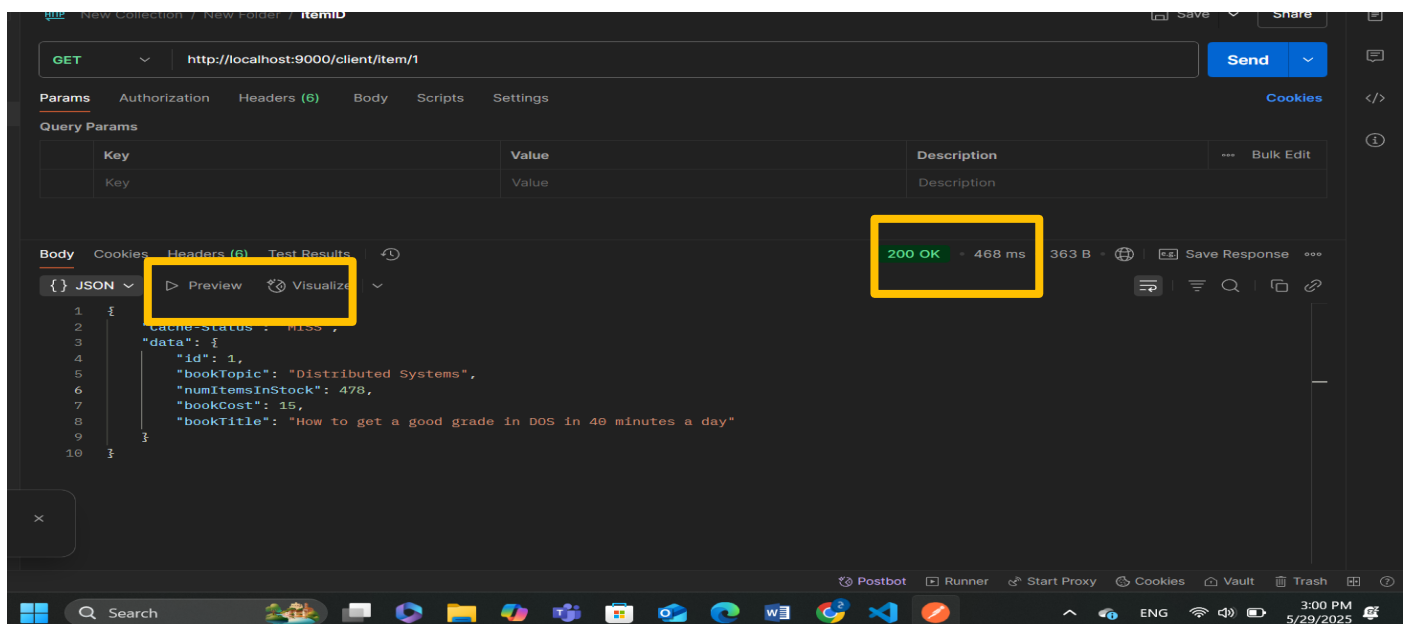 HTTP New Collection / New Folder / itemID Save Share
GET http://localhost:9000/client/item/1 Send
Params Authorization Headers (6) Body Scripts Settings Cookies
Query Params
Key Value Description Bulk Edit
Key Value Description
Body Cookies Headers (6) Test Results 200 OK 468 ms 363 B e.g. Save Response
{} JSON Preview Visualize
1 {
2 "Cache-Status": "MISS",
3 "data": {
4 "id": 1,
5 "bookTopic": "Distributed Systems",
6 "numItemsInStock": 478,
7 "bookCost": 15,
8 "bookTitle": "How to get a good grade in DOS in 40 minutes a day"
9 }
10 }
Postbot Runner Start Proxy Cookies Vault Trash
Search ENG 3:00 PM
5/29/2025